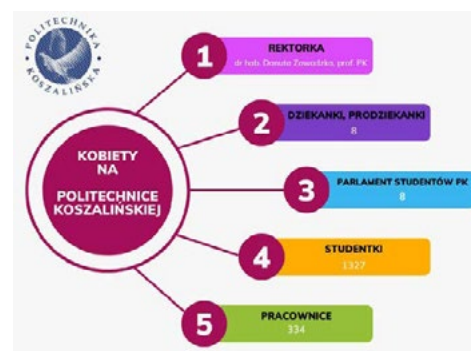 POLITECHNIKA
KOSZALIŃSKA
KOBIETY
NA
POLITECHNICE
KOSZALIŃSKIEJ
1
REKTORKA
dr hab. Danuta Zawadzka, prof. PK
2
DZIEKANKI, PRODZIEKANKI
8
3
PARLAMENT STUDENTÓW PK
8
4
STUDENTKI
1327
5
PRACOWNICE
334